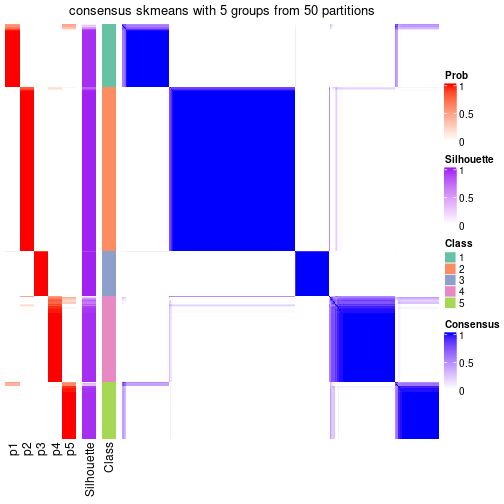 consensus skmeans with 5 groups from 50 partitions
Prob
1
0.5
0
Silhouette
1
0.5
0
Class
1
2
3
4
5
Consensus
1
0.5
0
p1
p2
p3
p4
p5
Silhouette
Class